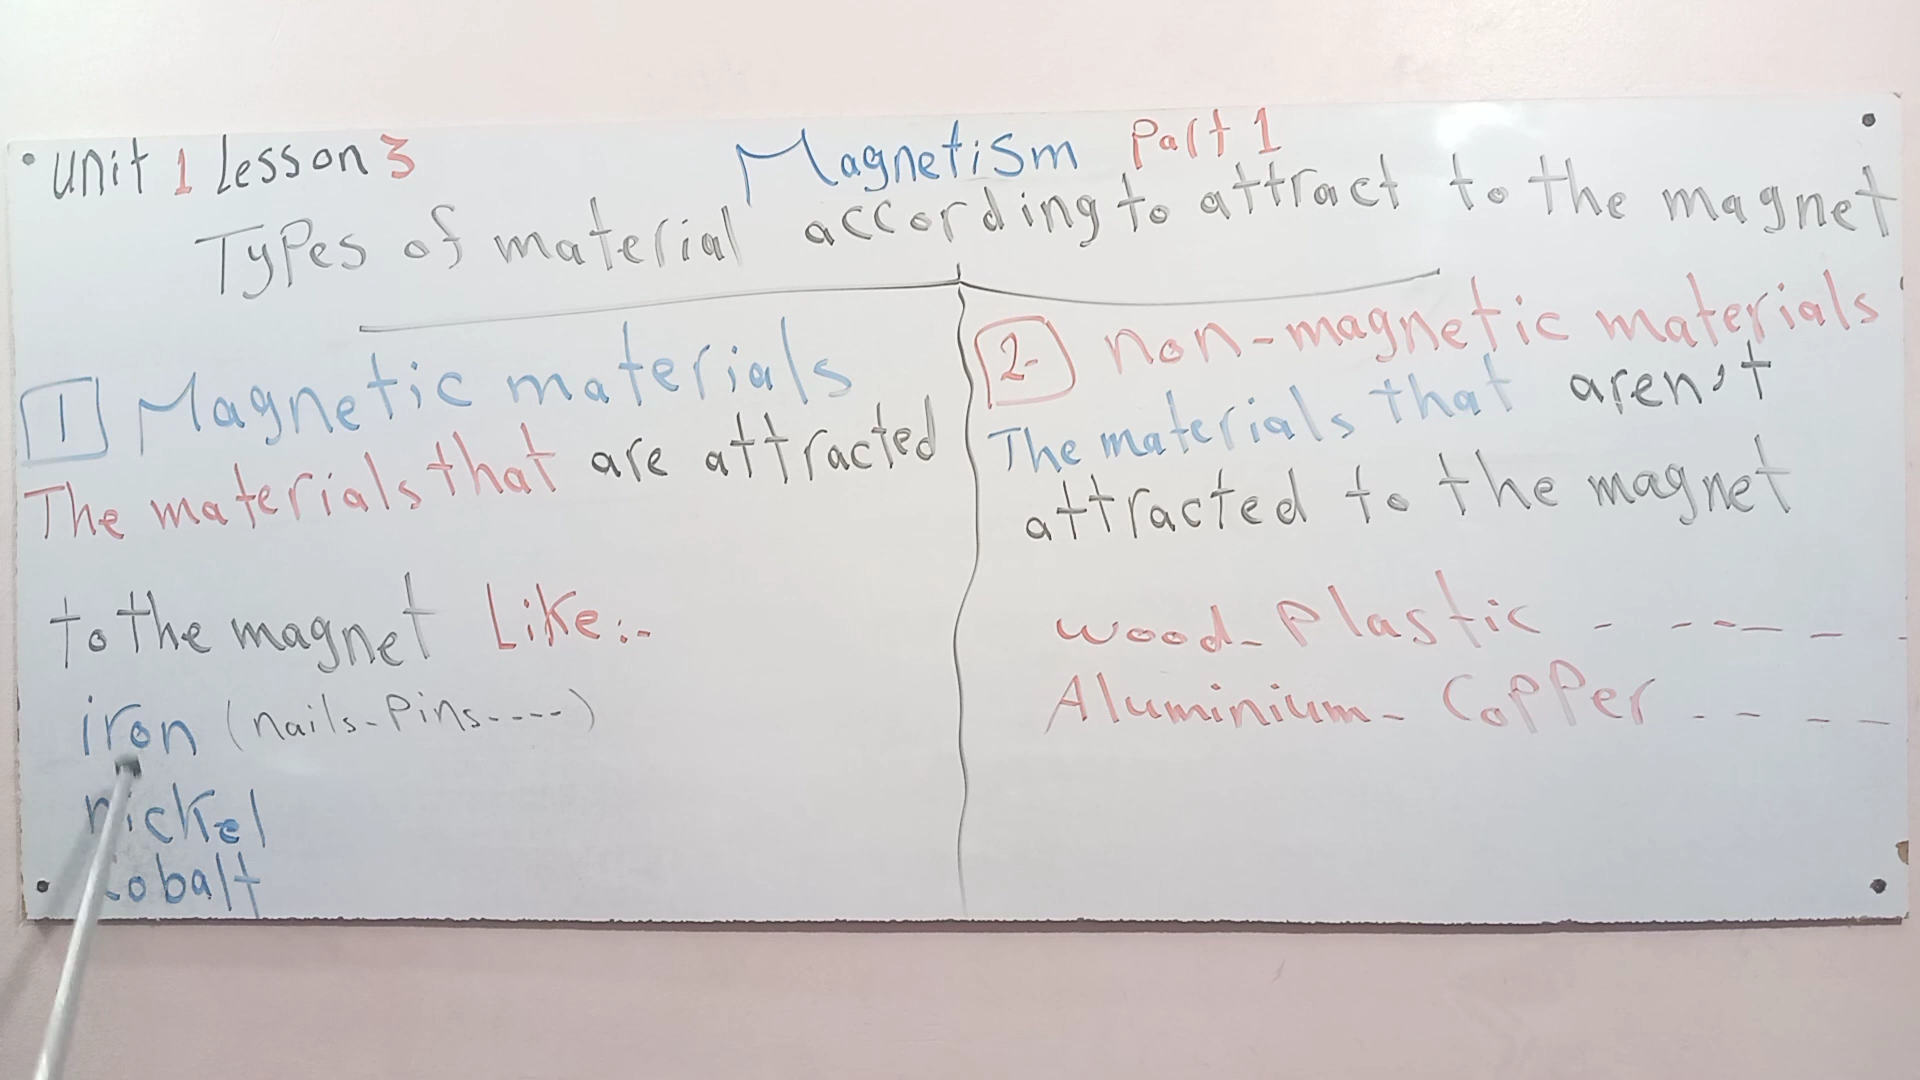 Unit 1 Lesson 3
Magnetism Part 1
Types of material according to attract to the magnet
1 Magnetic materials
The materials that are attracted
to the magnet Like:-
iron (nails-Pins----)
nickel
cobalt
2- non-magnetic materials
The materials that aren't
attracted to the magnet
wood-Plastic - ----- -
Aluminium-Copper - - - -